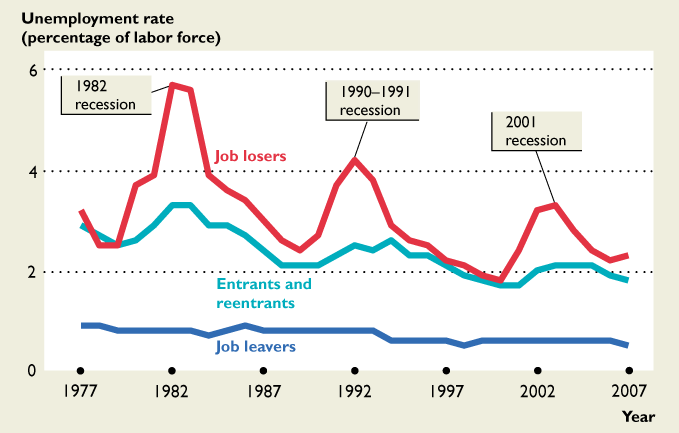 Unemployment rate
(percentage of labor force)
6
1982
recession
1990–1991
recession
2001
recession
Job losers
4
2
Entrants and
reentrants
Job leavers
0
1977 1982 1987 1992 1997 2002 2007
Year